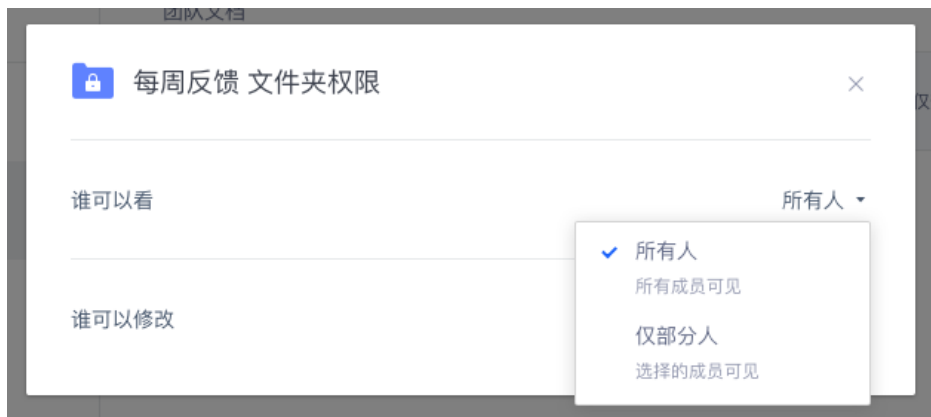 团队文档
每周反馈 文件夹权限
仅
谁可以看
所有人
所有人
所有成员可见
谁可以修改
仅部分人
选择的成员可见